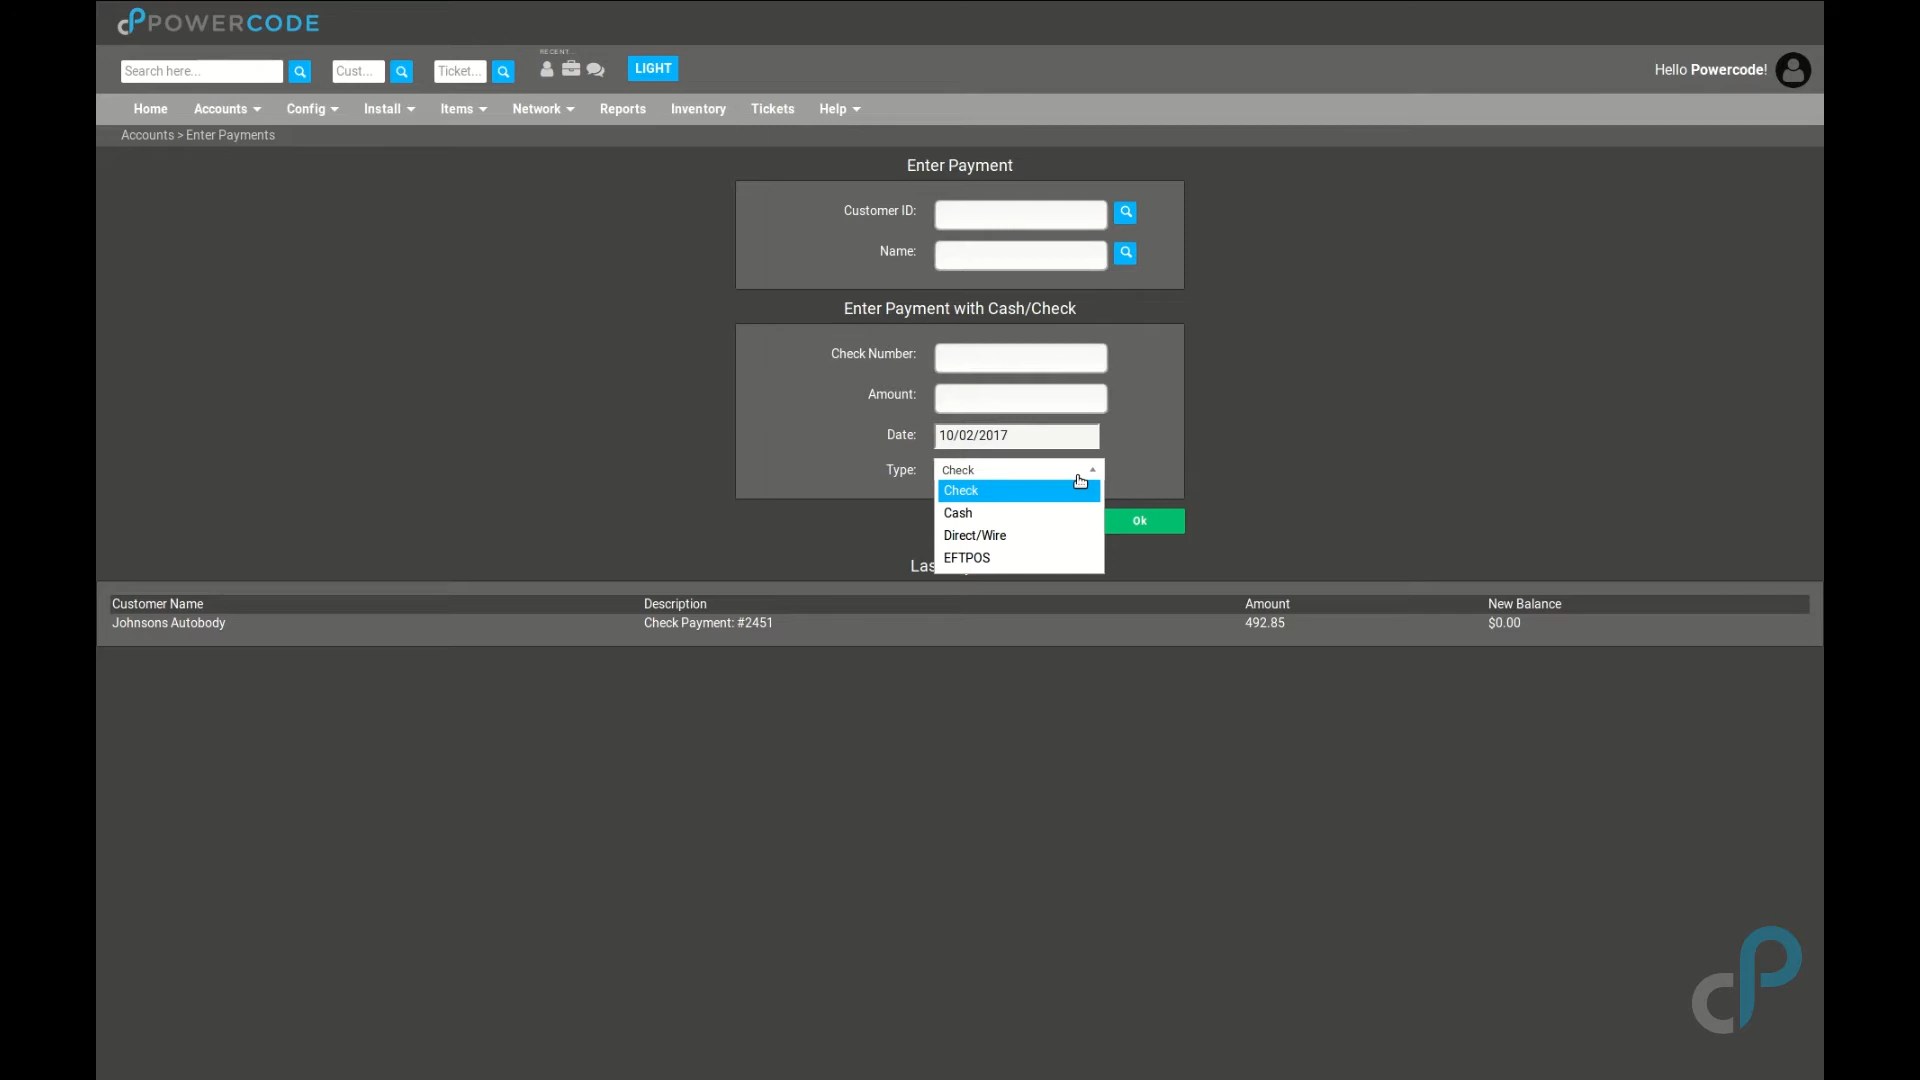 POWERCODE
RECENT...
Search here...
Cust...
Ticket...
LIGHT
Hello Powercode!
Home Accounts Config Install Items Network Reports Inventory Tickets Help
Accounts > Enter Payments
Enter Payment
Customer ID:
Name:
Enter Payment with Cash/Check
Check Number:
Amount:
Date: 10/02/2017
Type: Check
Check
Cash
Ok
Direct/Wire
EFTPOS
Customer Name Description Amount New Balance
Johnsons Autobody Check Payment: #2451 492.85 $0.00